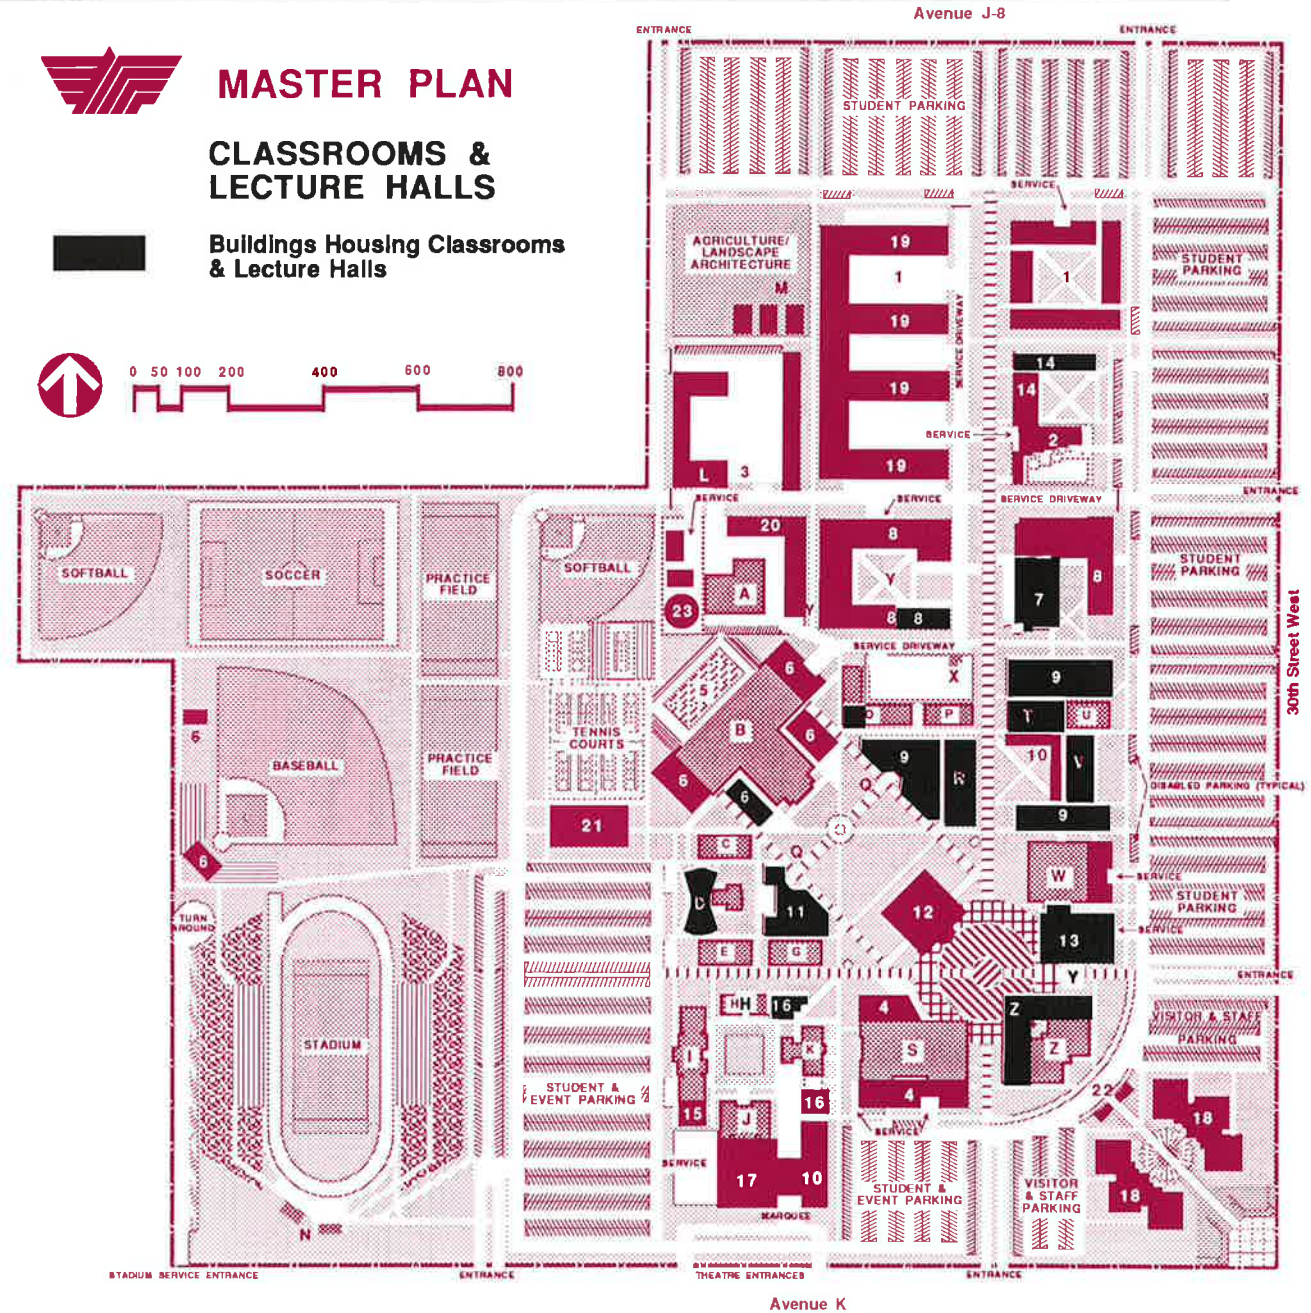 Avenue J-8
ENTRANCE
ENTRANCE
MASTER PLAN
CLASSROOMS &
LECTURE HALLS
Buildings Housing Classrooms
& Lecture Halls
0 50 100 200 400 600 800
STUDENT PARKING
SERVICE
AGRICULTURE/
LANDSCAPE
ARCHITECTURE
M
19
1
19
19
19
SERVICE DRIVEWAY
1
STUDENT
PARKING
14
14
2
SERVICE
L
3
SERVICE
SERVICE
SERVICE DRIVEWAY
ENTRANCE
SOFTBALL
SOCCER
PRACTICE
FIELD
SOFTBALL
20
A
23
Y
8
Y
8
8
7
8
STUDENT
PARKING
30th Street West
SERVICE DRIVEWAY
5
6
B
6
6
6
X
O
P
9
T
U
6
BASEBALL
PRACTICE
FIELD
TENNIS
COURTS
9
R
10
V
9
DISABLED PARKING (TYPICAL)
Q
21
C
Q
6
D
11
12
W
SERVICE
STUDENT
PARKING
TURN
AROUND
E
G
13
SERVICE
Y
ENTRANCE
STADIUM
HH
16
4
Z
VISITOR & STAFF
PARKING
I
K
S
Z
STUDENT &
EVENT PARKING
15
J
16
4
22
18
SERVICE
SERVICE
17
10
STUDENT &
EVENT PARKING
VISITOR
& STAFF
PARKING
18
MARQUEE
N
STADIUM SERVICE ENTRANCE
ENTRANCE
THEATRE ENTRANCES
ENTRANCE
Avenue K